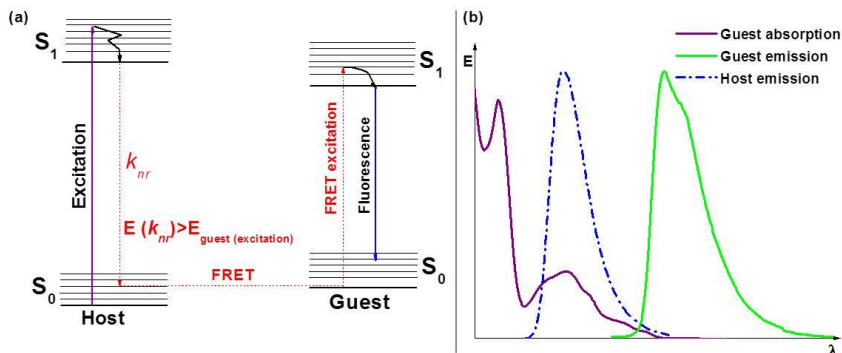 (a)
S1
Excitation
knr
E (knr)>Eguest (excitation)
S0
Host
FRET
FRET excitation
Fluorescence
S1
S0
Guest
(b)
E
Guest absorption
Guest emission
Host emission
λ